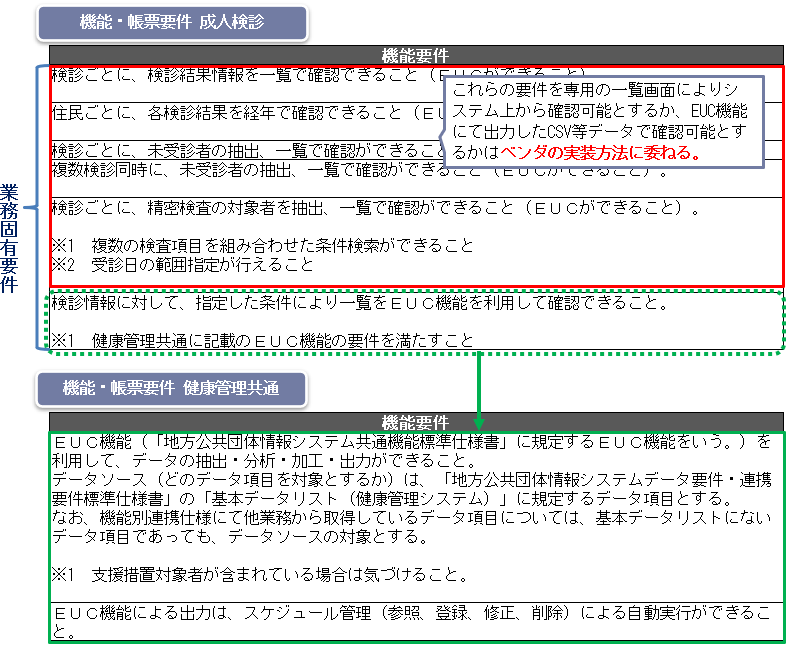 機能・帳票要件 成人検診
機能要件
検診ごとに、検診結果情報を一覧で確認できること（ＥＵＣができること）
住民ごとに、各検診結果を経年で確認できること（ＥＵ
検診ごとに、未受診者の抽出、一覧で確認ができること
複数検診同時に、未受診者の抽出、一覧で確認ができること（ＥＵＣができること）。
検診ごとに、精密検査の対象者を抽出、一覧で確認ができること（ＥＵＣができること）。
※1　複数の検査項目を組み合わせた条件検索ができること
※2　受診日の範囲指定が行えること
検診情報に対して、指定した条件により一覧をＥＵＣ機能を利用して確認できること。
※1　健康管理共通に記載のＥＵＣ機能の要件を満たすこと
これらの要件を専用の一覧画面によりシ
ステム上から確認可能とするか、EUC機能
にて出力したCSV等データで確認可能とす
るかはベンダの実装方法に委ねる。
業務固有要件
機能・帳票要件 健康管理共通
機能要件
ＥＵＣ機能（「地方公共団体情報システム共通機能標準仕様書」に規定するＥＵＣ機能をいう。）を
利用して、データの抽出・分析・加工・出力ができること。
データソース（どのデータ項目を対象とするか）は、「地方公共団体情報システムデータ要件・連携
要件標準仕様書」の「基本データリスト（健康管理システム）」に規定するデータ項目とする。
なお、機能別連携仕様にて他業務から取得しているデータ項目については、基本データリストにない
データ項目であっても、データソースの対象とする。
※1　支援措置対象者が含まれている場合は気づけること。
ＥＵＣ機能による出力は、スケジュール管理（参照、登録、修正、削除）による自動実行ができるこ
と。